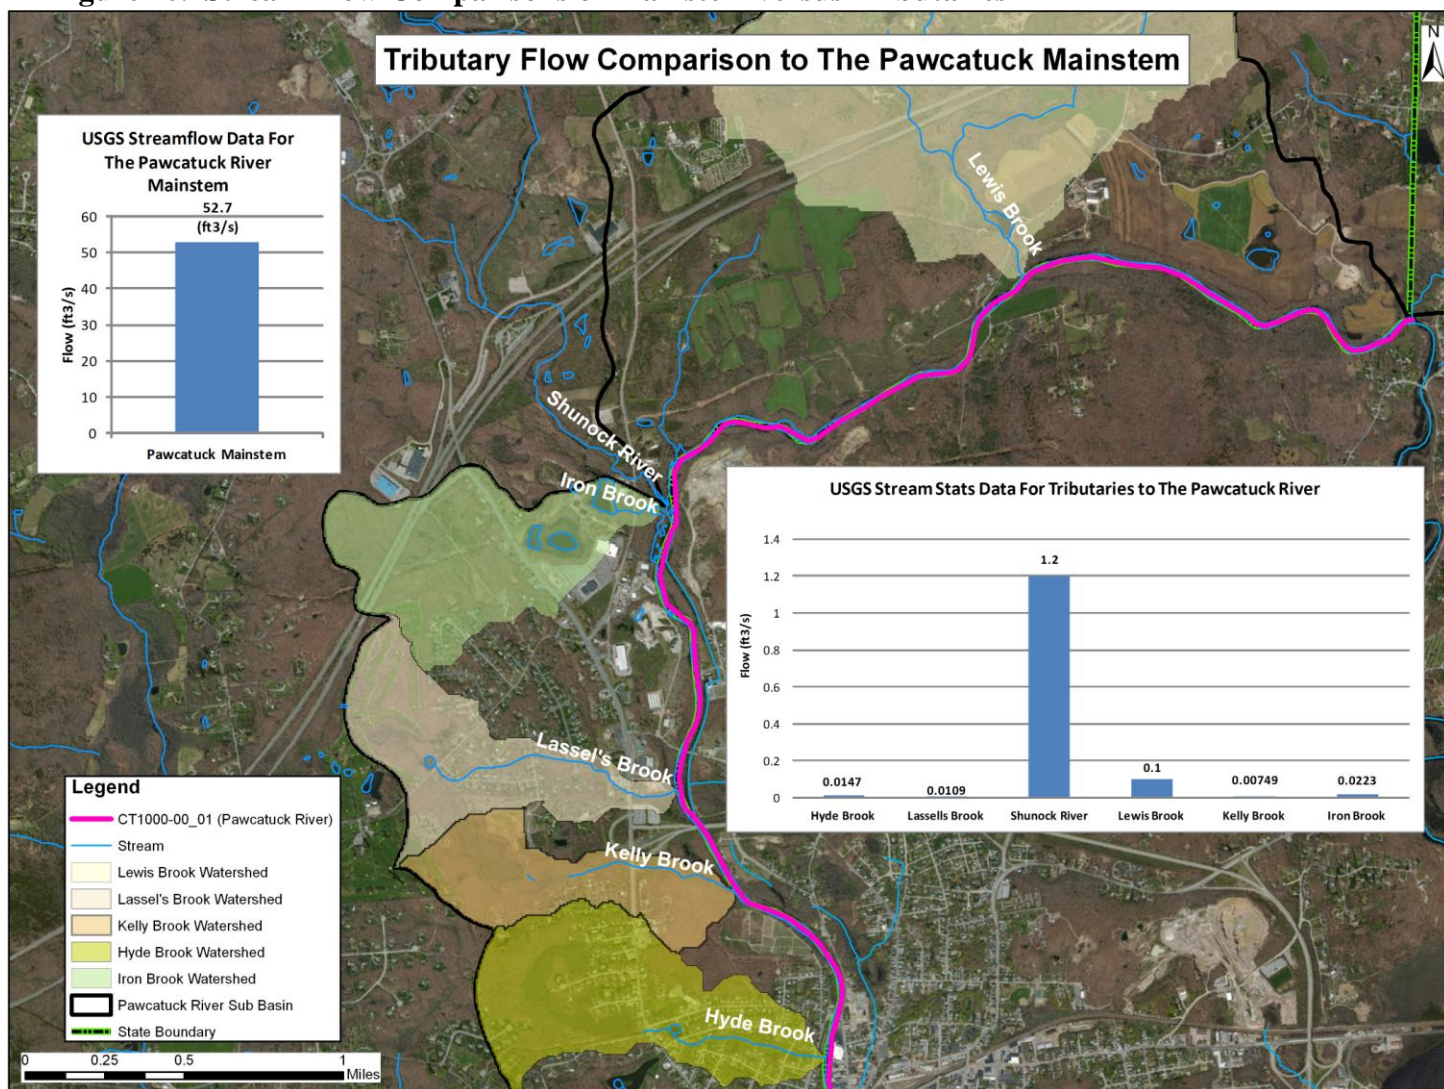 Tributary Flow Comparison to The Pawcatuck Mainstem
N
USGS Streamflow Data For
The Pawcatuck River
Mainstem
52.7
(ft3/s)
60
50
40
30
20
10
0
Flow (ft3/s)
Pawcatuck Mainstem
Lewis Brook
Shunock River
Iron Brook
Lassel's Brook
Kelly Brook
Hyde Brook
USGS Stream Stats Data For Tributaries to The Pawcatuck River
1.4
1.2
1
0.8
0.6
0.4
0.2
0
Flow (ft3/s)
0.0147
0.0109
1.2
0.1
0.00749
0.0223
Hyde Brook
Lassells Brook
Shunock River
Lewis Brook
Kelly Brook
Iron Brook
Legend
CT1000-00_01 (Pawcatuck River)
Stream
Lewis Brook Watershed
Lassel's Brook Watershed
Kelly Brook Watershed
Hyde Brook Watershed
Iron Brook Watershed
Pawcatuck River Sub Basin
State Boundary
0 0.25 0.5 1
Miles